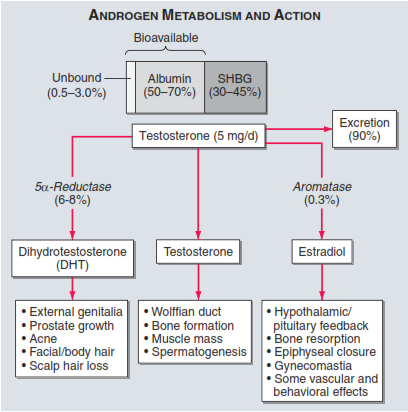 ANDROGEN METABOLISM AND ACTION
Bioavailable
Unbound
(0.5–3.0%)
Albumin
(50–70%)
SHBG
(30–45%)
Testosterone (5 mg/d)
Excretion
(90%)
5α-Reductase
(6-8%)
Aromatase
(0.3%)
Dihydrotestosterone
(DHT)
Testosterone
Estradiol
• External genitalia
• Prostate growth
• Acne
• Facial/body hair
• Scalp hair loss
• Wolffian duct
• Bone formation
• Muscle mass
• Spermatogenesis
• Hypothalamic/
pituitary feedback
• Bone resorption
• Epiphyseal closure
• Gynecomastia
• Some vascular and
behavioral effects